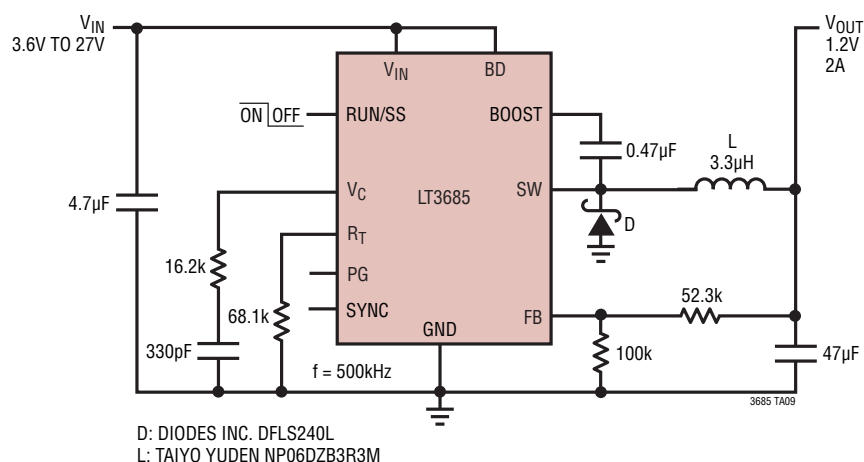 VIN
3.6V TO 27V
VOUT
1.2V
2A
VIN
BD
ON OFF
RUN/SS
BOOST
L
3.3µH
0.47µF
4.7µF
VC
LT3685
SW
D
RT
16.2k
PG
52.3k
68.1k
SYNC
FB
GND
330pF
f = 500kHz
100k
47µF
3685 TA09
D: DIODES INC. DFLS240L
L: TAIYO YUDEN NP06DZB3R3M